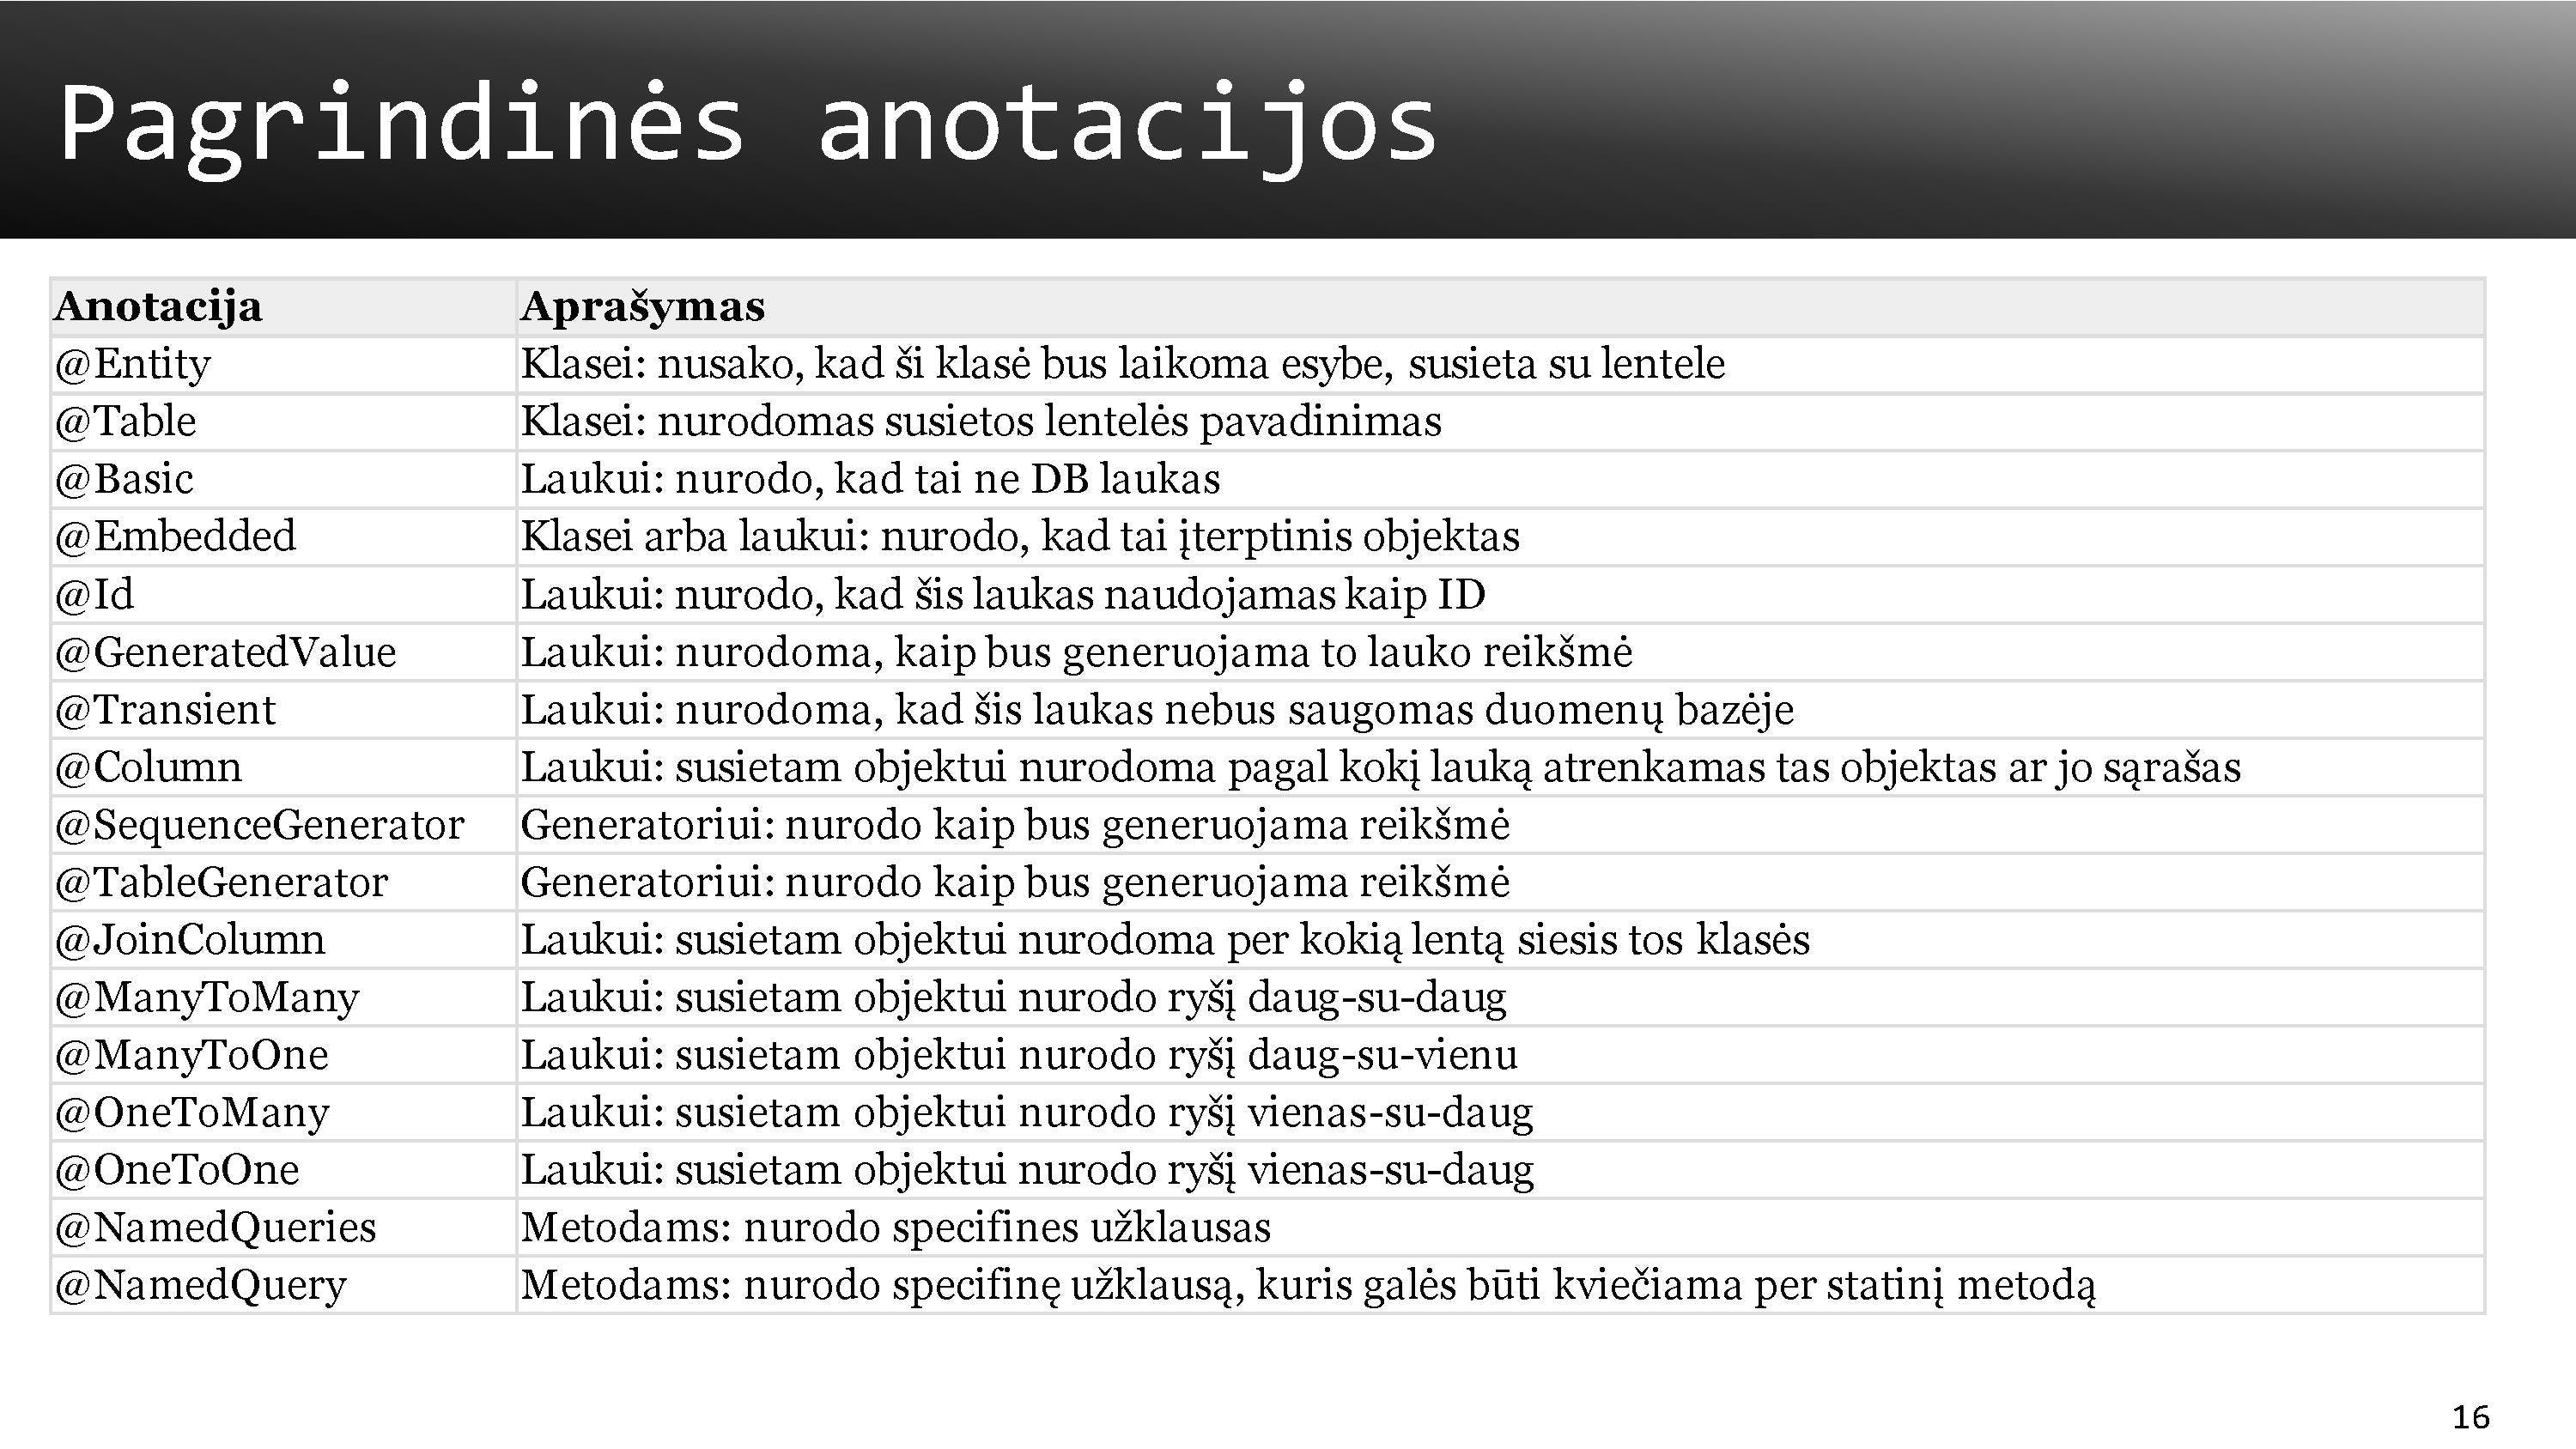 Pagrindinės anotacijos
Anotacija Aprašymas
@Entity Klasei: nusako, kad ši klasė bus laikoma esybe, susieta su lentele
@Table Klasei: nurodomas susietos lentelės pavadinimas
@Basic Laukui: nurodo, kad tai ne DB laukas
@Embedded Klasei arba laukui: nurodo, kad tai įterptinis objektas
@Id Laukui: nurodo, kad šis laukas naudojamas kaip ID
@GeneratedValue Laukui: nurodoma, kaip bus generuojama to lauko reikšmė
@Transient Laukui: nurodoma, kad šis laukas nebus saugomas duomenų bazėje
@Column Laukui: susietam objektui nurodoma pagal kokį lauką atrenkamas tas objektas ar jo sąrašas
@SequenceGenerator Generatoriui: nurodo kaip bus generuojama reikšmė
@TableGenerator Generatoriui: nurodo kaip bus generuojama reikšmė
@JoinColumn Laukui: susietam objektui nurodoma per kokią lentą siesis tos klasės
@ManyToMany Laukui: susietam objektui nurodo ryšį daug-su-daug
@ManyToOne Laukui: susietam objektui nurodo ryšį daug-su-vienu
@OneToMany Laukui: susietam objektui nurodo ryšį vienas-su-daug
@OneToOne Laukui: susietam objektui nurodo ryšį vienas-su-daug
@NamedQueries Metodams: nurodo specifines užklausas
@NamedQuery Metodams: nurodo specifinę užklausą, kuris galės būti kviečiama per statinį metodą
16